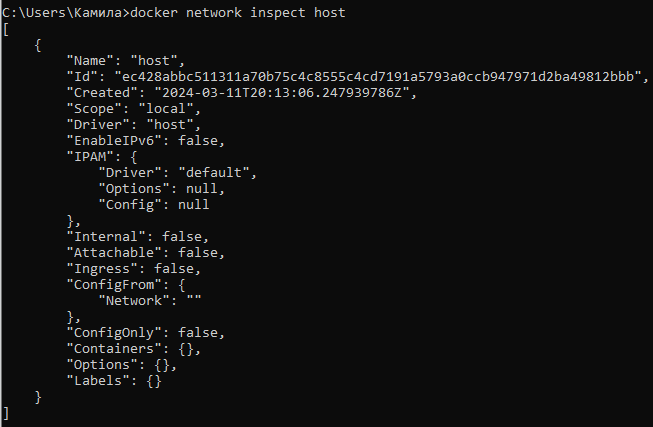 C:\Users\Камила>docker network inspect host
[
    {
        "Name": "host",
        "Id": "ec428abbc511311a70b75c4c8555c4cd7191a5793a0ccb947971d2ba49812bbb",
        "Created": "2024-03-11T20:13:06.247939786Z",
        "Scope": "local",
        "Driver": "host",
        "EnableIPv6": false,
        "IPAM": {
            "Driver": "default",
            "Options": null,
            "Config": null
        },
        "Internal": false,
        "Attachable": false,
        "Ingress": false,
        "ConfigFrom": {
            "Network": ""
        },
        "ConfigOnly": false,
        "Containers": {},
        "Options": {},
        "Labels": {}
    }
]